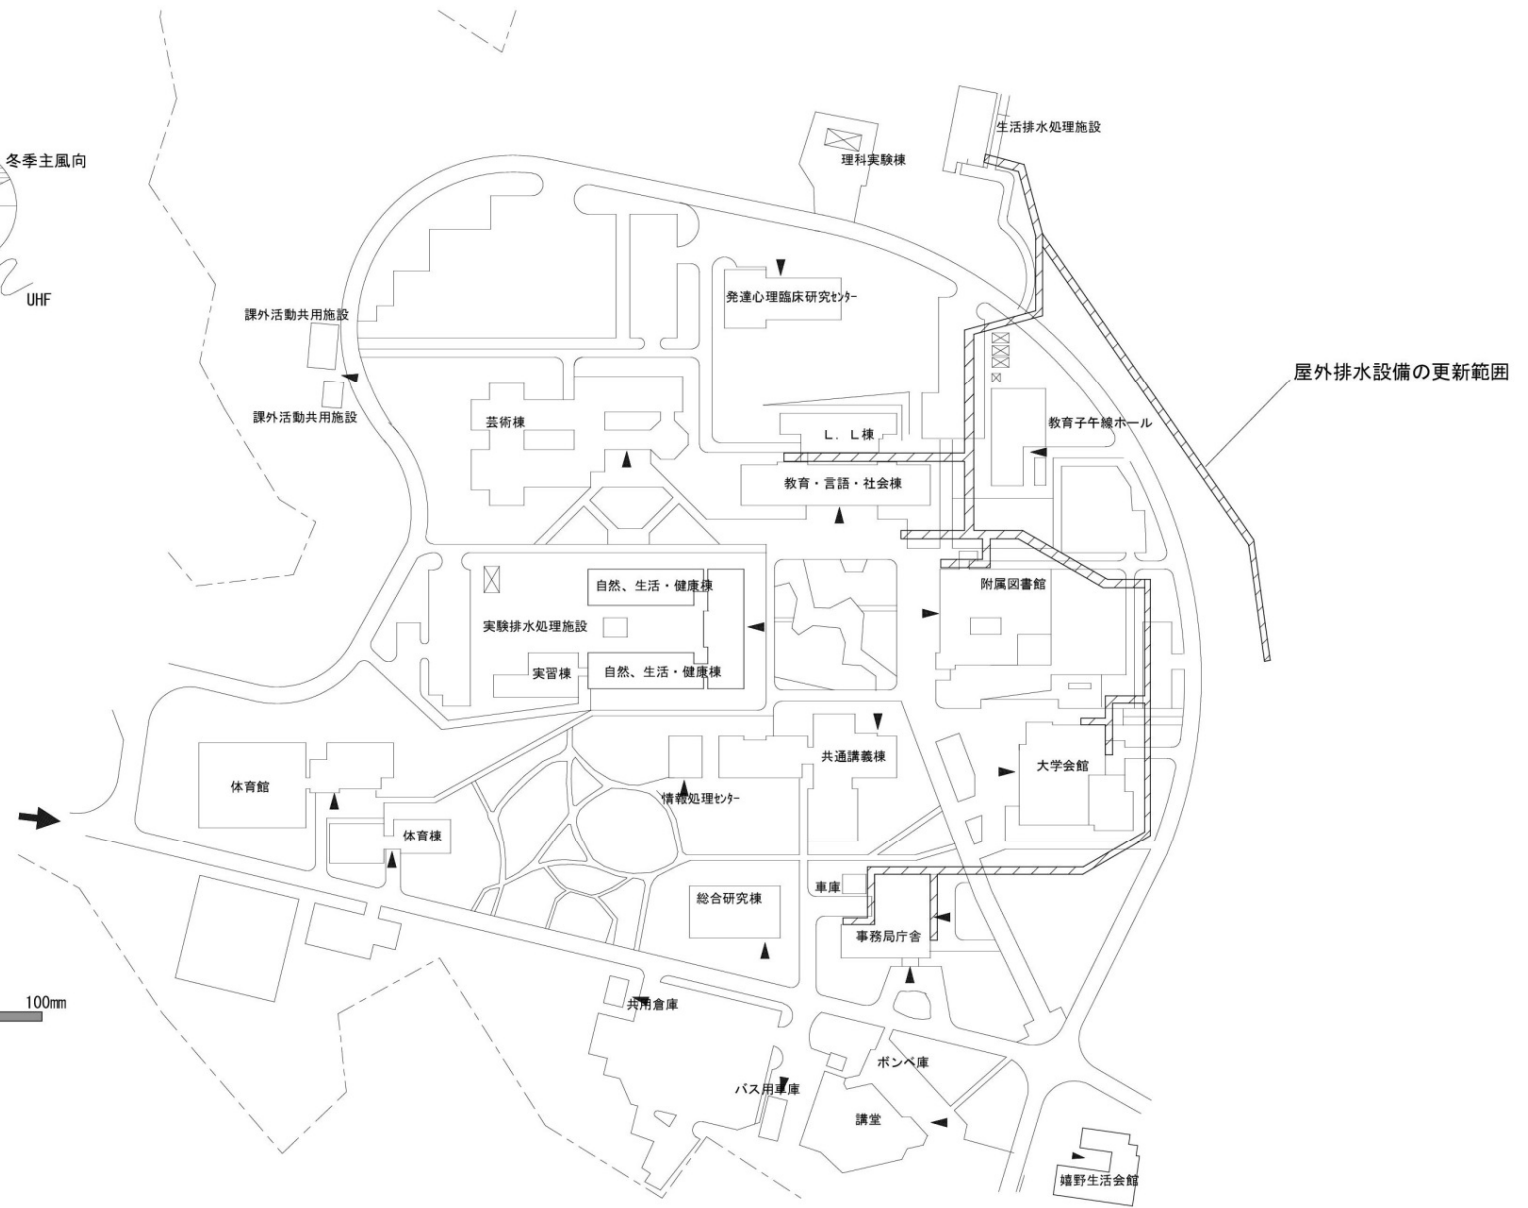 生活排水処理施設
冬季主風向
理科実験棟
UHF
発達心理臨床研究ｾﾝﾀｰ
課外活動共用施設
屋外排水設備の更新範囲
課外活動共用施設
芸術棟
教育子午線ホール
Ｌ．Ｌ棟
教育・言語・社会棟
自然、生活・健康棟
附属図書館
実験排水処理施設
実習棟
自然、生活・健康棟
共通講義棟
大学会館
体育館
情報処理ｾﾝﾀｰ
体育棟
車庫
総合研究棟
事務局庁舎
100mm
共用倉庫
ボンベ庫
バス用車庫
講堂
嬉野生活会館